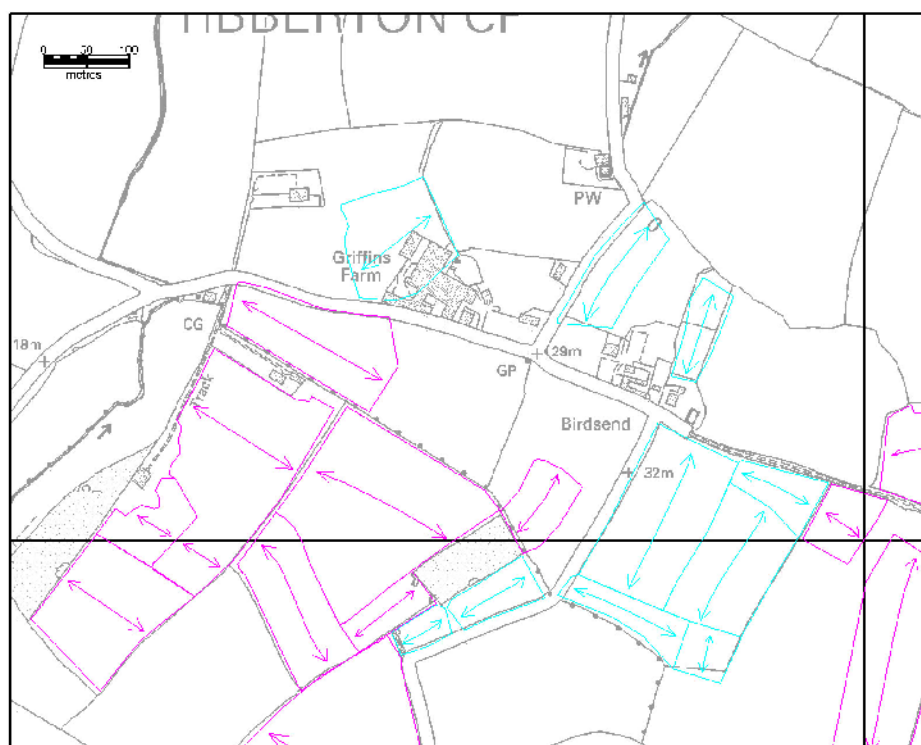 TIBBERTON CP
0 50 100
metres
PW
Griffins
Farm
CG
18m
29m
GP
Track
Birdsend
32m